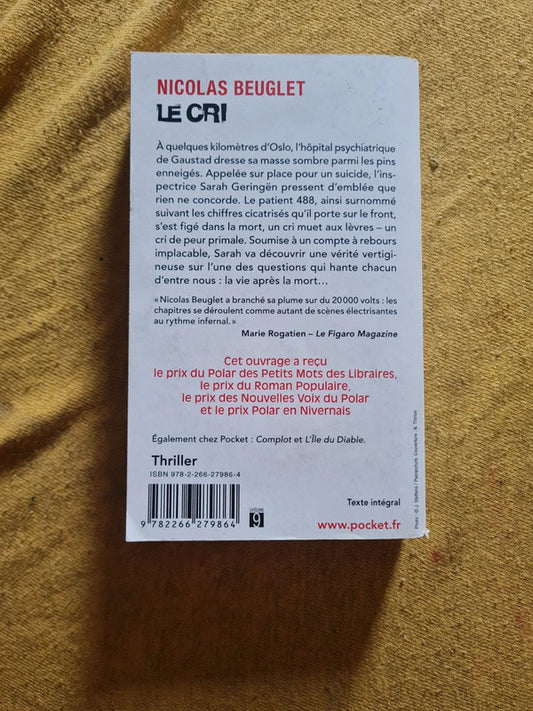 NICOLAS BEUGLET
LE CRI
À quelques kilomètres d'Oslo, l'hôpital psychiatrique
de Gaustad dresse sa masse sombre parmi les pins
enneigés. Appelée sur place pour un suicide, l'ins-
pectrice Sarah Geringën pressent d'emblée que
rien ne concorde. Le patient 488, ainsi surnommé
suivant les chiffres cicatrisés qu'il porte sur le front,
s'est figé dans la mort, un cri muet aux lèvres – un
cri de peur primale. Soumise à un compte à rebours
implacable, Sarah va découvrir une vérité vertigi-
neuse sur l'une des questions qui hante chacun
d'entre nous : la vie après la mort…
« Nicolas Beuglet a branché sa plume sur du 20 000 volts : les
chapitres se déroulent comme autant de scènes électrisantes
au rythme infernal. »
Marie Rogatien – Le Figaro Magazine
Cet ouvrage a reçu
le prix du Polar des Petits Mots des Libraires,
le prix du Roman Populaire,
le prix des Nouvelles Voix du Polar
et le prix Polar en Nivernais
Également chez Pocket : Complot et L'Île du Diable.
Thriller
ISBN 978-2-266-27986-4
9 782266 279864
CATÉGORIE
9
Texte intégral
www.pocket.fr